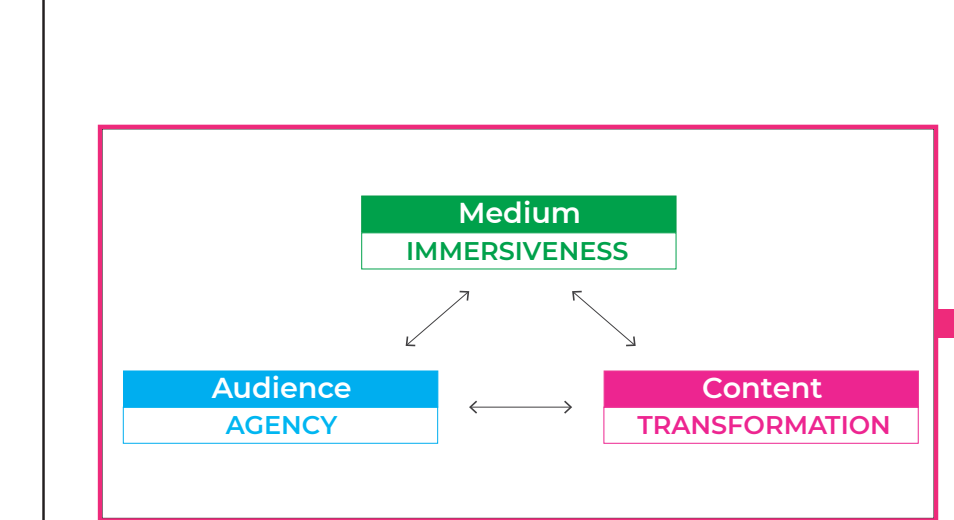 Medium
IMMERSIVENESS
Audience
AGENCY
Content
TRANSFORMATION